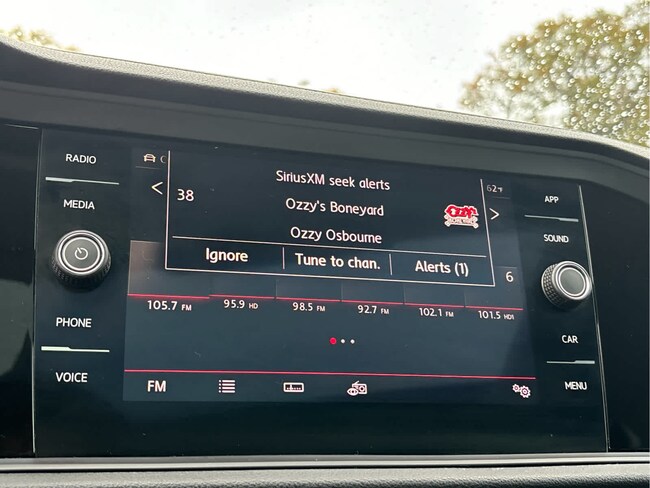 RADIO
MEDIA
PHONE
VOICE
SiriusXM seek alerts
38
Ozzy's Boneyard
Ozzy Osbourne
62°F
Ignore
Tune to chan.
Alerts (1)
6
105.7 FM
95.9 HD
98.5 FM
92.7 FM
102.1 FM
101.5 HD1
FM
APP
SOUND
CAR
MENU